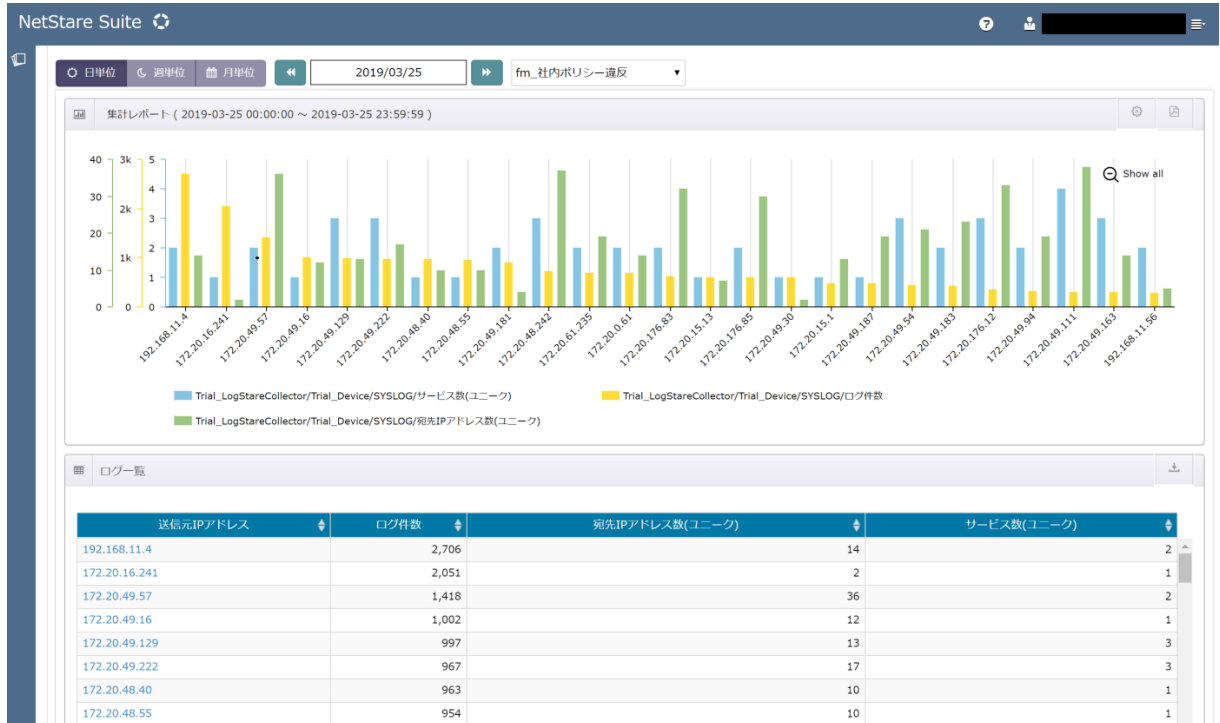 NetStare Suite
日単位 週単位 月単位 2019/03/25 fm_社内ポリシー違反
集計レポート ( 2019-03-25 00:00:00 ～ 2019-03-25 23:59:59 )
Show all
40 30 20 10 0
3k 2k 1k 0
5 4 3 2 1 0
192.168.11.4 172.20.16.241 172.20.49.57 172.20.49.16 172.20.49.129 172.20.49.222 172.20.48.40 172.20.48.55 172.20.49.181 172.20.48.242 172.20.61.235 172.20.0.61 172.20.176.83 172.20.15.13 172.20.176.85 172.20.49.30 172.20.15.1 172.20.49.187 172.20.49.54 172.20.49.183 172.20.176.12 172.20.49.94 172.20.49.111 172.20.49.163 192.168.11.56
Trial_LogStareCollector/Trial_Device/SYSLOG/サービス数(ユニーク) Trial_LogStareCollector/Trial_Device/SYSLOG/ログ件数
Trial_LogStareCollector/Trial_Device/SYSLOG/宛先IPアドレス数(ユニーク)
ログ一覧
送信元IPアドレス ログ件数 宛先IPアドレス数(ユニーク) サービス数(ユニーク)
192.168.11.4 2,706 14 2
172.20.16.241 2,051 2 1
172.20.49.57 1,418 36 2
172.20.49.16 1,002 12 1
172.20.49.129 997 13 3
172.20.49.222 967 17 3
172.20.48.40 963 10 1
172.20.48.55 954 10 1